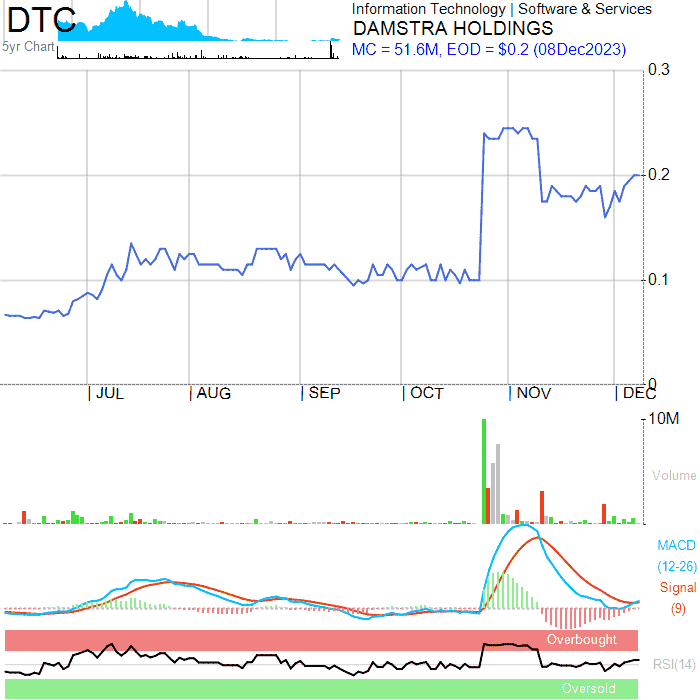 DTC
5yr Chart
Information Technology | Software & Services
DAMSTRA HOLDINGS
MC = 51.6M, EOD = $0.2 (08Dec2023)
0.3
0.2
0.1
0
JUL AUG SEP OCT NOV DEC
10M
Volume
MACD
(12-26)
Signal
(9)
Overbought
RSI(14)
Oversold